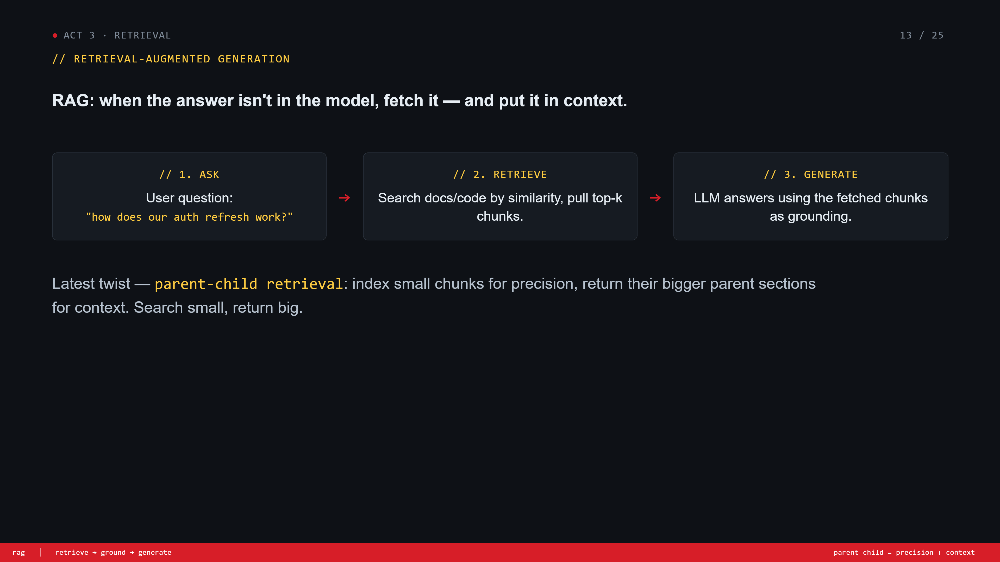 ● ACT 3 · RETRIEVAL
13 / 25
// RETRIEVAL-AUGMENTED GENERATION
RAG: when the answer isn't in the model, fetch it — and put it in context.
// 1. ASK
User question:
"how does our auth refresh work?"
→
// 2. RETRIEVE
Search docs/code by similarity, pull top-k
chunks.
→
// 3. GENERATE
LLM answers using the fetched chunks
as grounding.
Latest twist — parent-child retrieval: index small chunks for precision, return their bigger parent sections
for context. Search small, return big.
rag | retrieve → ground → generate
parent-child = precision + context